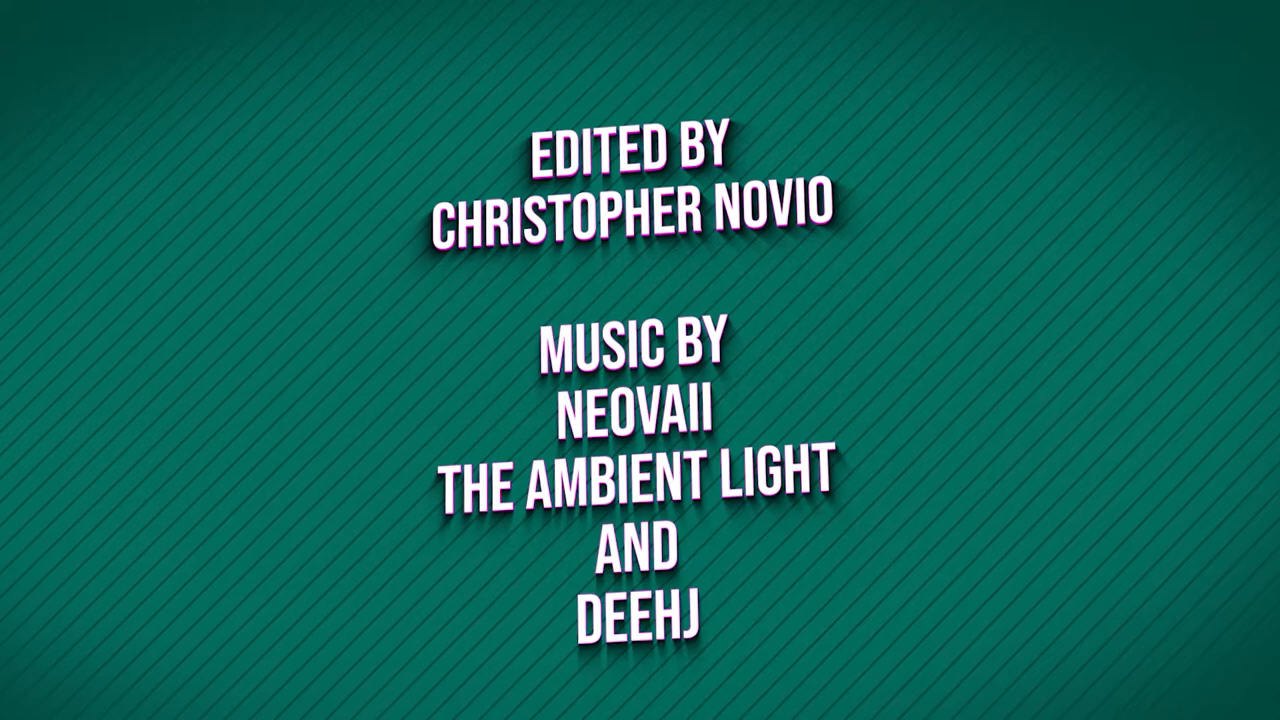 EDITED BY
CHRISTOPHER NOVIO
MUSIC BY
NEOVAII
THE AMBIENT LIGHT
AND
DEEHJ